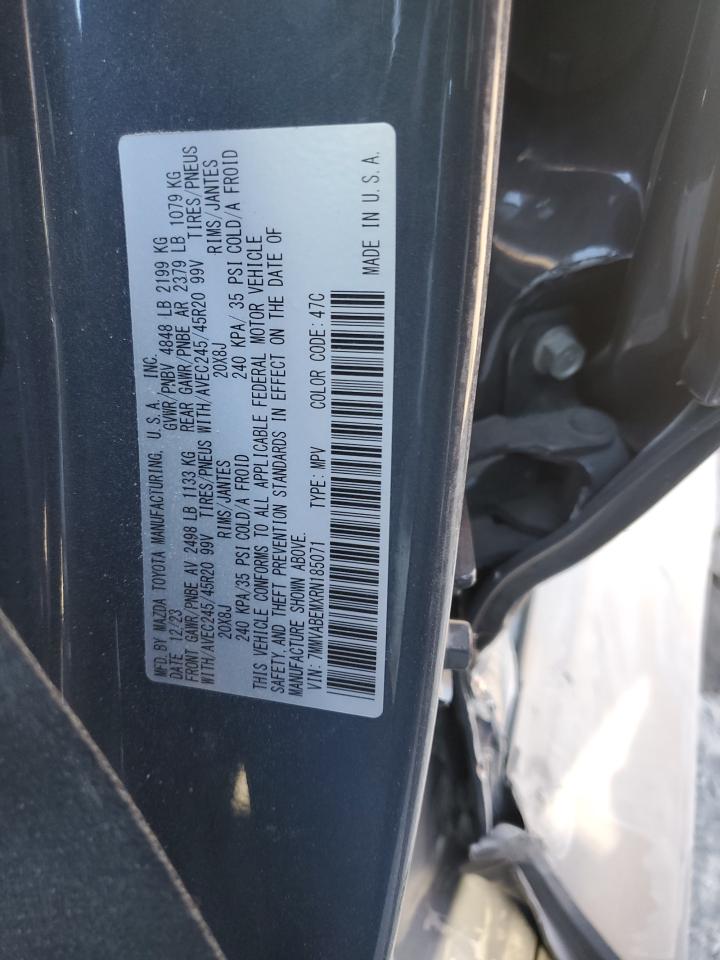 MFD. BY MAZDA TOYOTA MANUFACTURING, U.S.A., INC.
DATE 12/23 GVWR/PNBV 4848 LB 2199 KG
FRONT GAWR/PNBE AV 2498 LB 1133 KG REAR GAWR/PNBE AR 2379 LB 1079 KG
WITH/AVEC245/45R20 99V TIRES/PNEUS WITH/AVEC245/45R20 99V TIRES/PNEUS
20X8J RIMS/JANTES 20X8J RIMS/JANTES
240 KPA/35 PSI COLD/A FROID 240 KPA/ 35 PSI COLD/A FROID
THIS VEHICLE CONFORMS TO ALL APPLICABLE FEDERAL MOTOR VEHICLE
SAFETY, AND THEFT PREVENTION STANDARDS IN EFFECT ON THE DATE OF
MANUFACTURE SHOWN ABOVE.
VIN: 7MMVABEMXRN185071 TYPE: MPV COLOR CODE: 47C
MADE IN U.S.A.